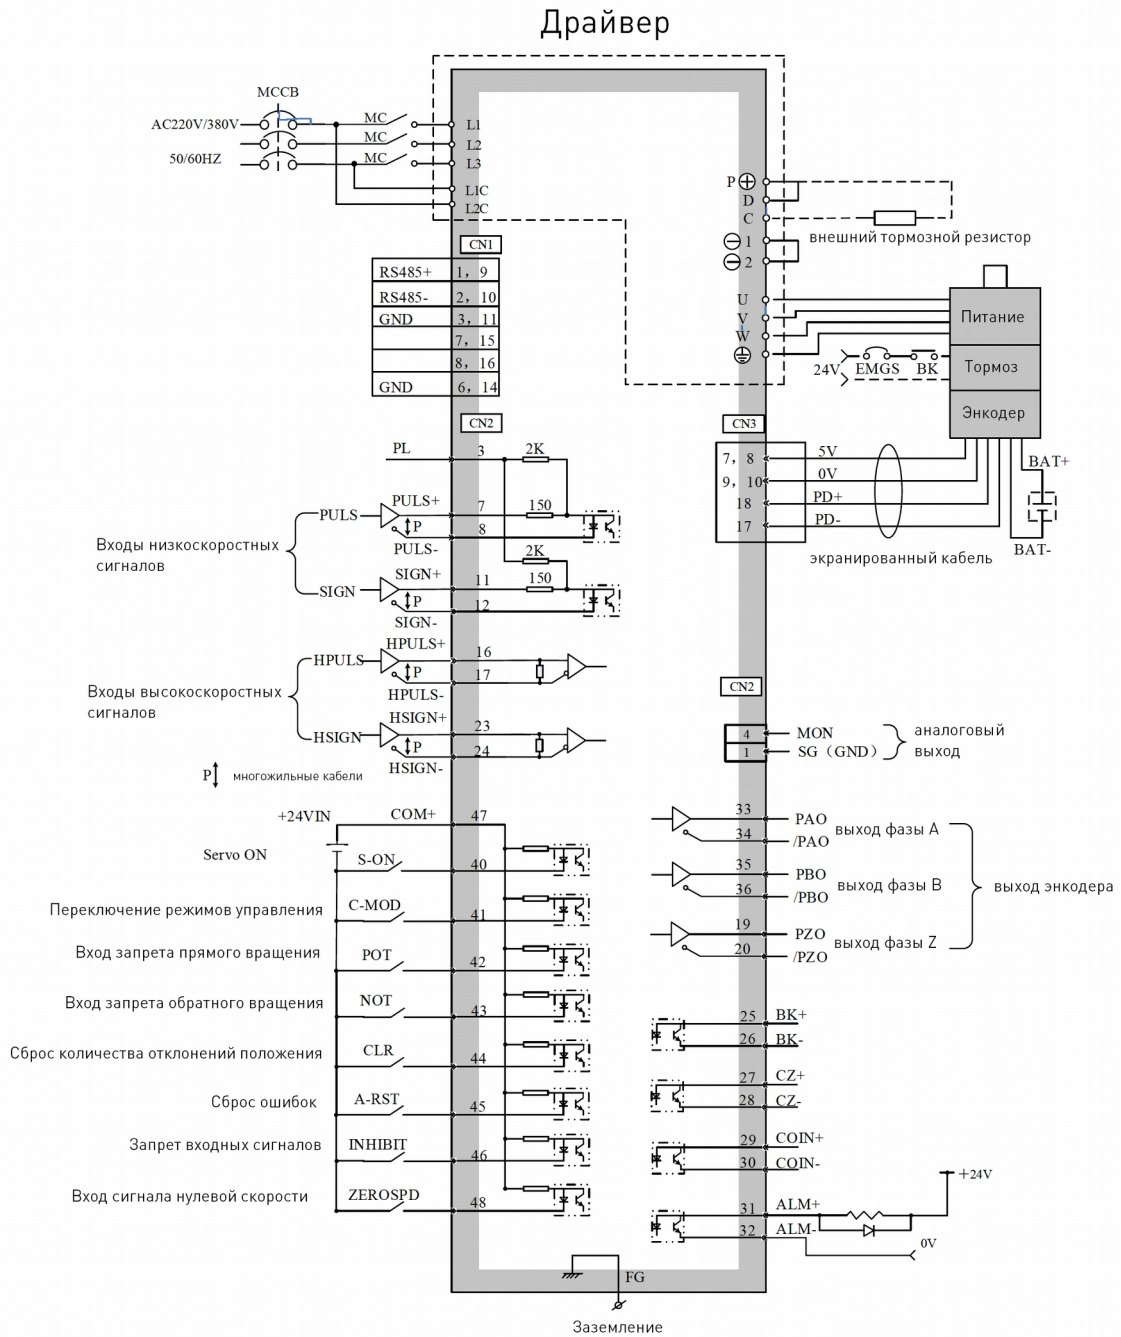 Драйвер
MCCB
AC220V/380V
50/60HZ
MC
MC
MC
L1
L2
L3
L1C
L2C
P
D
C
внешний тормозной резистор
1
2
U
V
W
24V
EMGS
BK
Питание
Тормоз
Энкодер
CN1
RS485+ 1, 9
RS485- 2, 10
GND 3, 11
7, 15
8, 16
GND 6, 14
CN2
PL 3 2K
PULS PULS+ 7 150
P 8
PULS-
2K
Входы низкоскоростных
сигналов
SIGN SIGN+ 11 150
P 12
SIGN-
HPULS HPULS+ 16
P 17
HPULS-
Входы высокоскоростных
сигналов
HSIGN HSIGN+ 23
P 24
HSIGN-
P многожильные кабели
CN3
7, 8 5V
9, 10 0V
18 PD+
17 PD-
BAT+
BAT-
экранированный кабель
CN2
4 MON
1 SG (GND)
аналоговый
выход
+24VIN COM+ 47
Servo ON S-ON 40
Переключение режимов управления C-MOD 41
Вход запрета прямого вращения POT 42
Вход запрета обратного вращения NOT 43
Сброс количества отклонений положения CLR 44
Сброс ошибок A-RST 45
Запрет входных сигналов INHIBIT 46
Вход сигнала нулевой скорости ZEROSPD 48
33 PAO
34 /PAO
выход фазы A
35 PBO
36 /PBO
выход фазы B
19 PZO
20 /PZO
выход фазы Z
выход энкодера
25 BK+
26 BK-
27 CZ+
28 CZ-
29 COIN+
30 COIN-
31 ALM+
32 ALM-
+24V
0V
FG
Заземление